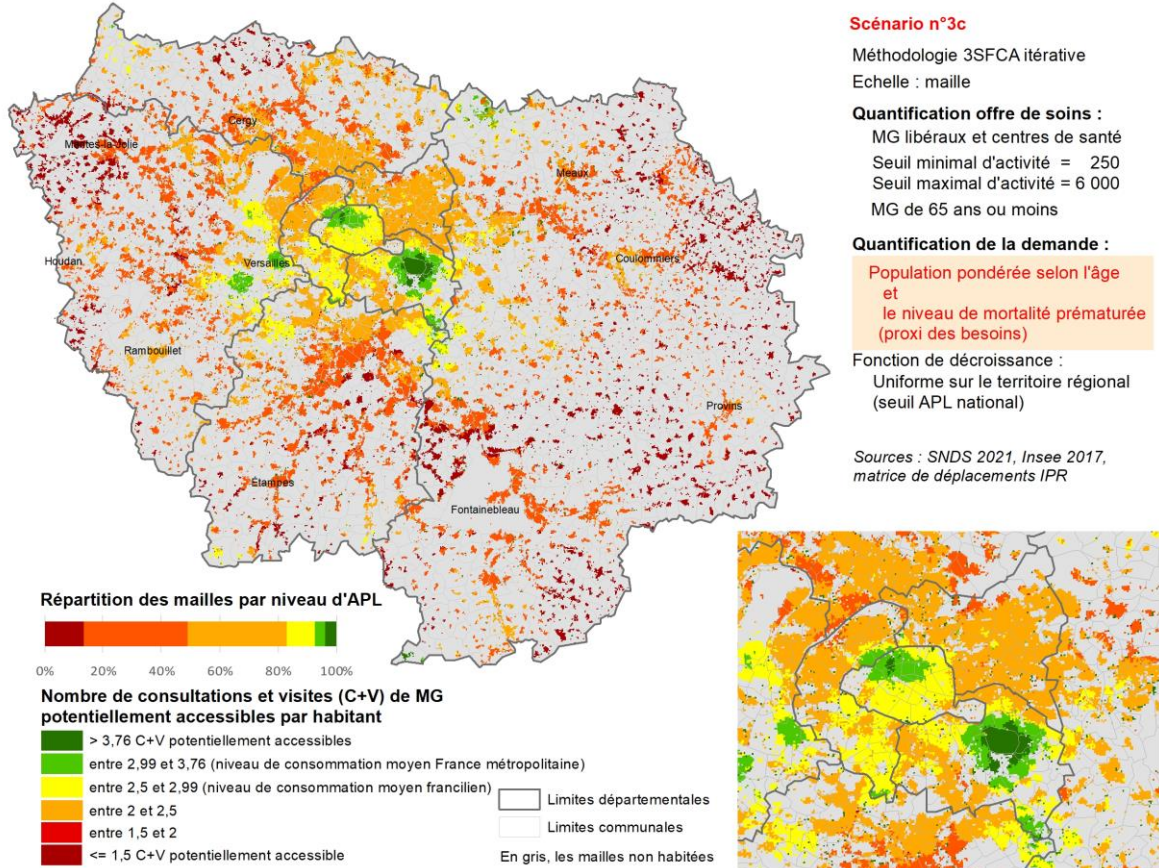 Scénario n°3c
Méthodologie 3SFCA itérative
Echelle : maille
Quantification offre de soins :
MG libéraux et centres de santé
Seuil minimal d'activité = 250
Seuil maximal d'activité = 6 000
MG de 65 ans ou moins
Quantification de la demande :
Population pondérée selon l'âge
et
le niveau de mortalité prématurée
(proxi des besoins)
Fonction de décroissance :
Uniforme sur le territoire régional
(seuil APL national)
Sources : SNDS 2021, Insee 2017,
matrice de déplacements IPR
Cergy
Mantes-la-Jolie
Meaux
Houdan
Versailles
Coulommiers
Rambouillet
Provins
Étampes
Fontainebleau
Répartition des mailles par niveau d'APL
0% 20% 40% 60% 80% 100%
Nombre de consultations et visites (C+V) de MG
potentiellement accessibles par habitant
> 3,76 C+V potentiellement accessibles
entre 2,99 et 3,76 (niveau de consommation moyen France métropolitaine)
entre 2,5 et 2,99 (niveau de consommation moyen francilien)
entre 2 et 2,5
entre 1,5 et 2
<= 1,5 C+V potentiellement accessible
Limites départementales
Limites communales
En gris, les mailles non habitées